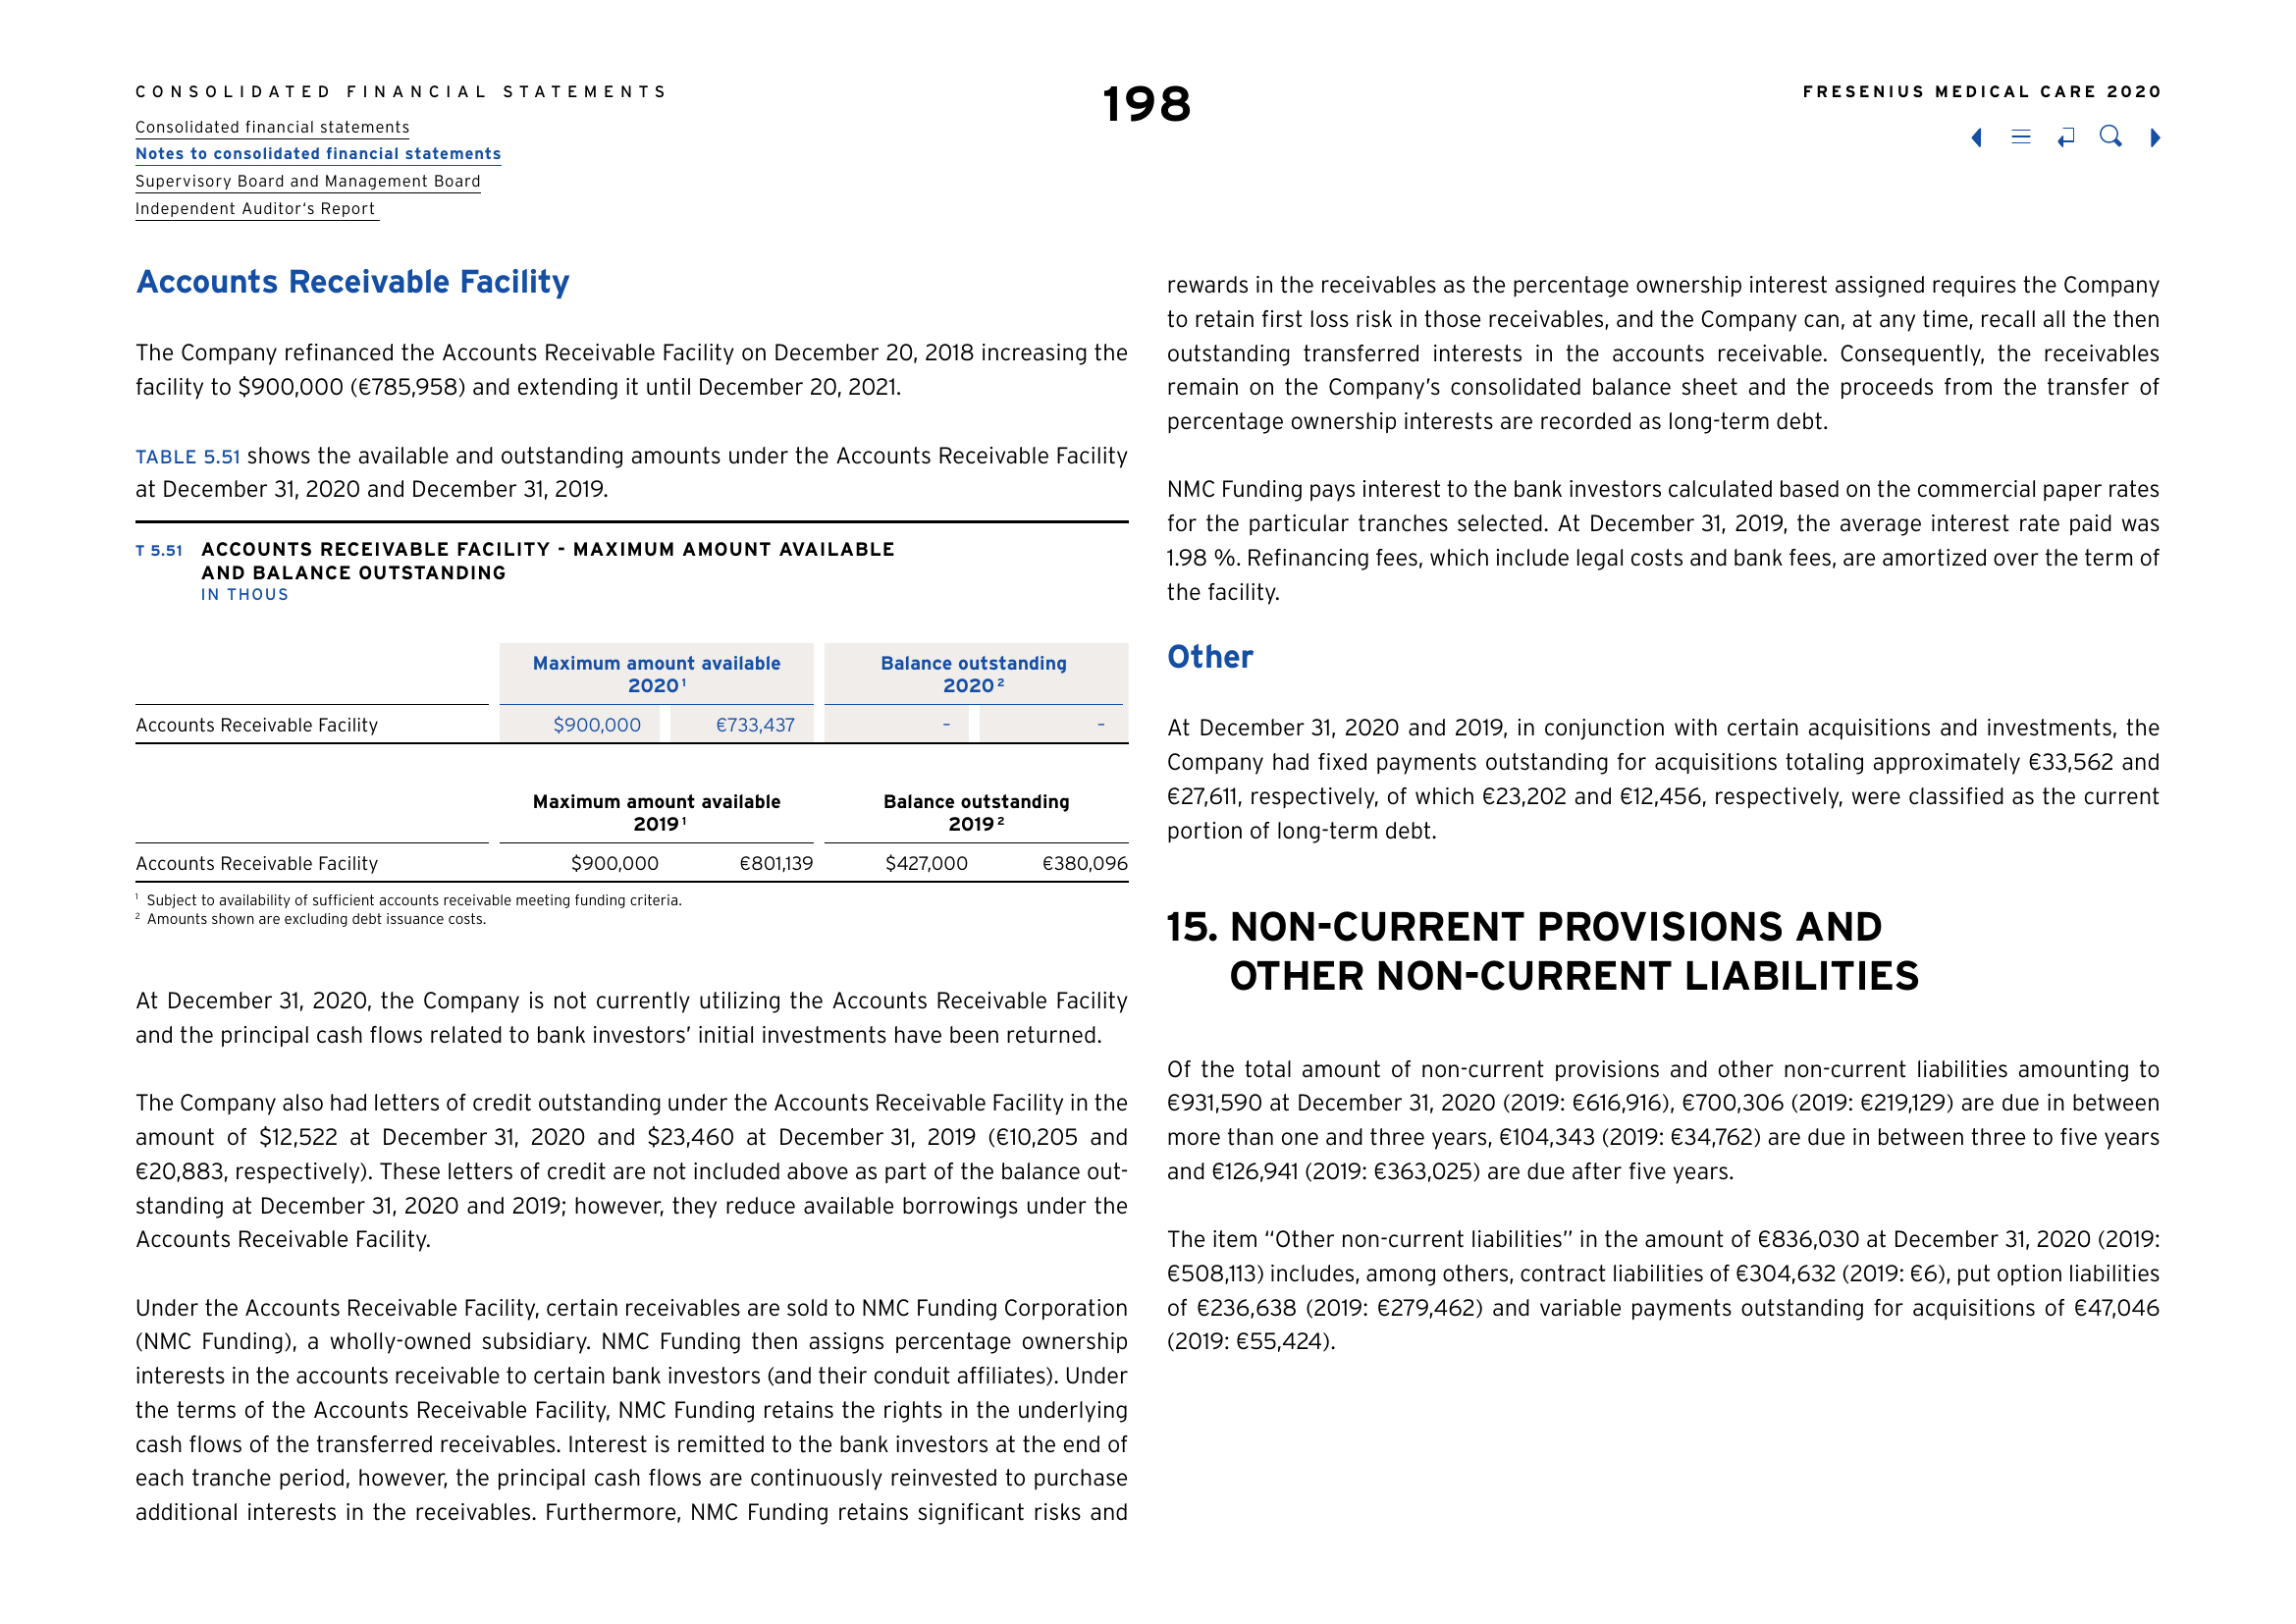 CONSOLIDATED FINANCIAL STATEMENTS
Consolidated financial statements
Notes to consolidated financial statements
Supervisory Board and Management Board
Independent Auditor‘s Report
198
FRESENIUS MEDICAL CARE 2020
Accounts Receivable Facility
The Company refinanced the Accounts Receivable Facility on December 20, 2018 increasing the
facility to $900,000 (€785,958) and extending it until December 20, 2021.
TABLE 5.51 shows the available and outstanding amounts under the Accounts Receivable Facility
at December 31, 2020 and December 31, 2019.
T 5.51 ACCOUNTS RECEIVABLE FACILITY - MAXIMUM AMOUNT AVAILABLE
AND BALANCE OUTSTANDING
IN THOUS
Maximum amount available Balance outstanding
2020 ¹ 2020 ²
Accounts Receivable Facility $900,000 €733,437 – –
Maximum amount available Balance outstanding
2019 ¹ 2019 ²
Accounts Receivable Facility $900,000 €801,139 $427,000 €380,096
¹ Subject to availability of sufficient accounts receivable meeting funding criteria.
² Amounts shown are excluding debt issuance costs.
At December 31, 2020, the Company is not currently utilizing the Accounts Receivable Facility
and the principal cash flows related to bank investors’ initial investments have been returned.
The Company also had letters of credit outstanding under the Accounts Receivable Facility in the
amount of $12,522 at December 31, 2020 and $23,460 at December 31, 2019 (€10,205 and
€20,883, respectively). These letters of credit are not included above as part of the balance out-
standing at December 31, 2020 and 2019; however, they reduce available borrowings under the
Accounts Receivable Facility.
Under the Accounts Receivable Facility, certain receivables are sold to NMC Funding Corporation
(NMC Funding), a wholly-owned subsidiary. NMC Funding then assigns percentage ownership
interests in the accounts receivable to certain bank investors (and their conduit affiliates). Under
the terms of the Accounts Receivable Facility, NMC Funding retains the rights in the underlying
cash flows of the transferred receivables. Interest is remitted to the bank investors at the end of
each tranche period, however, the principal cash flows are continuously reinvested to purchase
additional interests in the receivables. Furthermore, NMC Funding retains significant risks and
rewards in the receivables as the percentage ownership interest assigned requires the Company
to retain first loss risk in those receivables, and the Company can, at any time, recall all the then
outstanding transferred interests in the accounts receivable. Consequently, the receivables
remain on the Company’s consolidated balance sheet and the proceeds from the transfer of
percentage ownership interests are recorded as long-term debt.
NMC Funding pays interest to the bank investors calculated based on the commercial paper rates
for the particular tranches selected. At December 31, 2019, the average interest rate paid was
1.98 %. Refinancing fees, which include legal costs and bank fees, are amortized over the term of
the facility.
Other
At December 31, 2020 and 2019, in conjunction with certain acquisitions and investments, the
Company had fixed payments outstanding for acquisitions totaling approximately €33,562 and
€27,611, respectively, of which €23,202 and €12,456, respectively, were classified as the current
portion of long-term debt.
15. NON-CURRENT PROVISIONS AND
OTHER NON-CURRENT LIABILITIES
Of the total amount of non-current provisions and other non-current liabilities amounting to
€931,590 at December 31, 2020 (2019: €616,916), €700,306 (2019: €219,129) are due in between
more than one and three years, €104,343 (2019: €34,762) are due in between three to five years
and €126,941 (2019: €363,025) are due after five years.
The item “Other non-current liabilities” in the amount of €836,030 at December 31, 2020 (2019:
€508,113) includes, among others, contract liabilities of €304,632 (2019: €6), put option liabilities
of €236,638 (2019: €279,462) and variable payments outstanding for acquisitions of €47,046
(2019: €55,424).